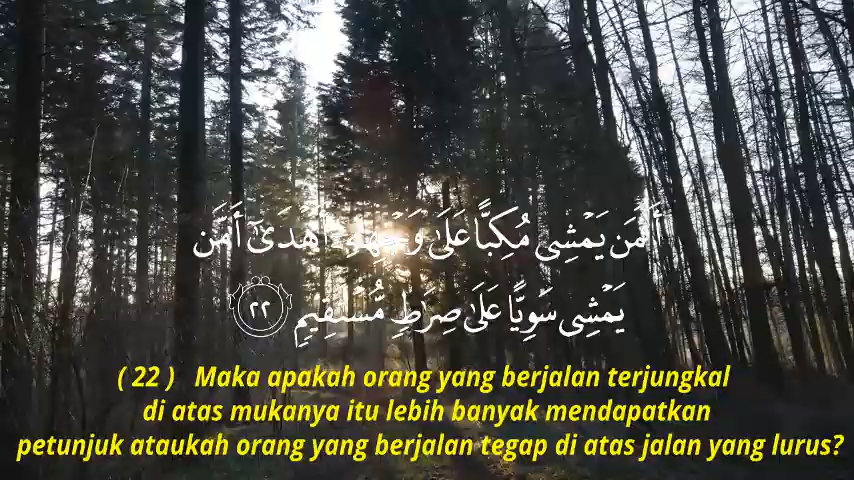 أَفَمَن يَمْشِى مُكِبًّا عَلَىٰ وَجْهِهِۦٓ أَهْدَىٰٓ أَمَّن
يَمْشِى سَوِيًّا عَلَىٰ صِرَٰطٍ مُّسْتَقِيمٍ ٢٢
( 22 ) Maka apakah orang yang berjalan terjungkal
di atas mukanya itu lebih banyak mendapatkan
petunjuk ataukah orang yang berjalan tegap di atas jalan yang lurus?